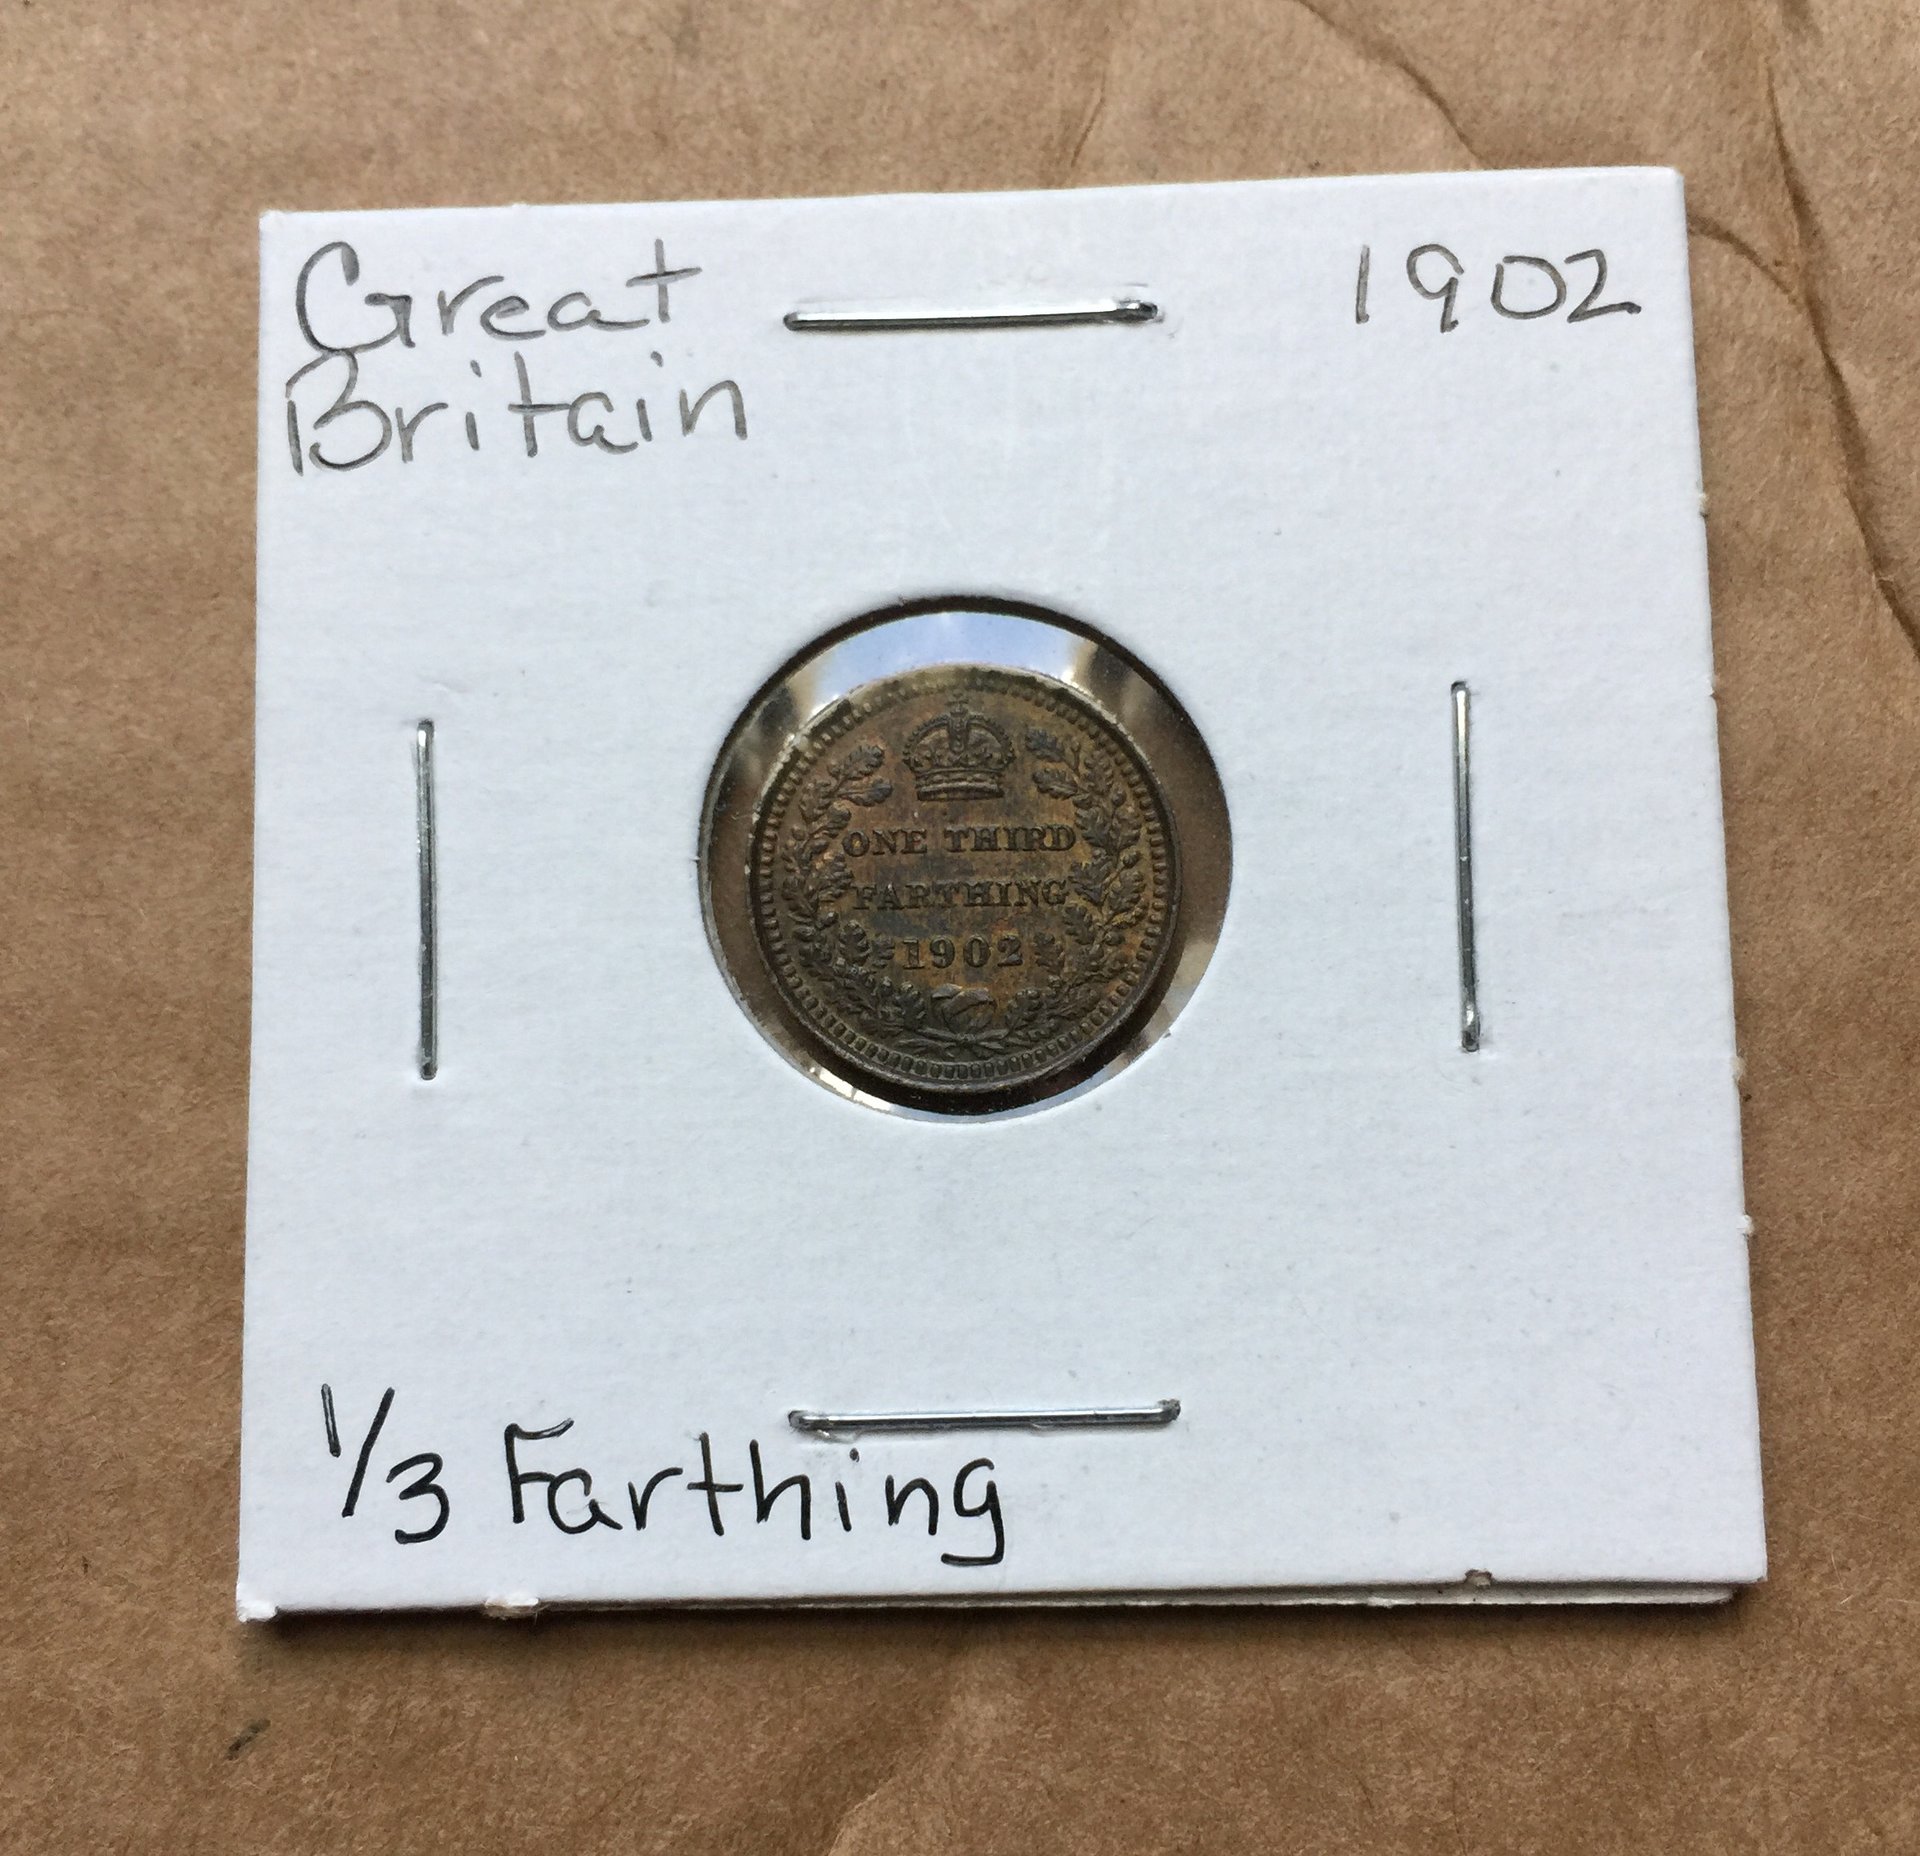 Great
Britain
1902
ONE THIRD
FARTHING
1902
1/3 Farthing